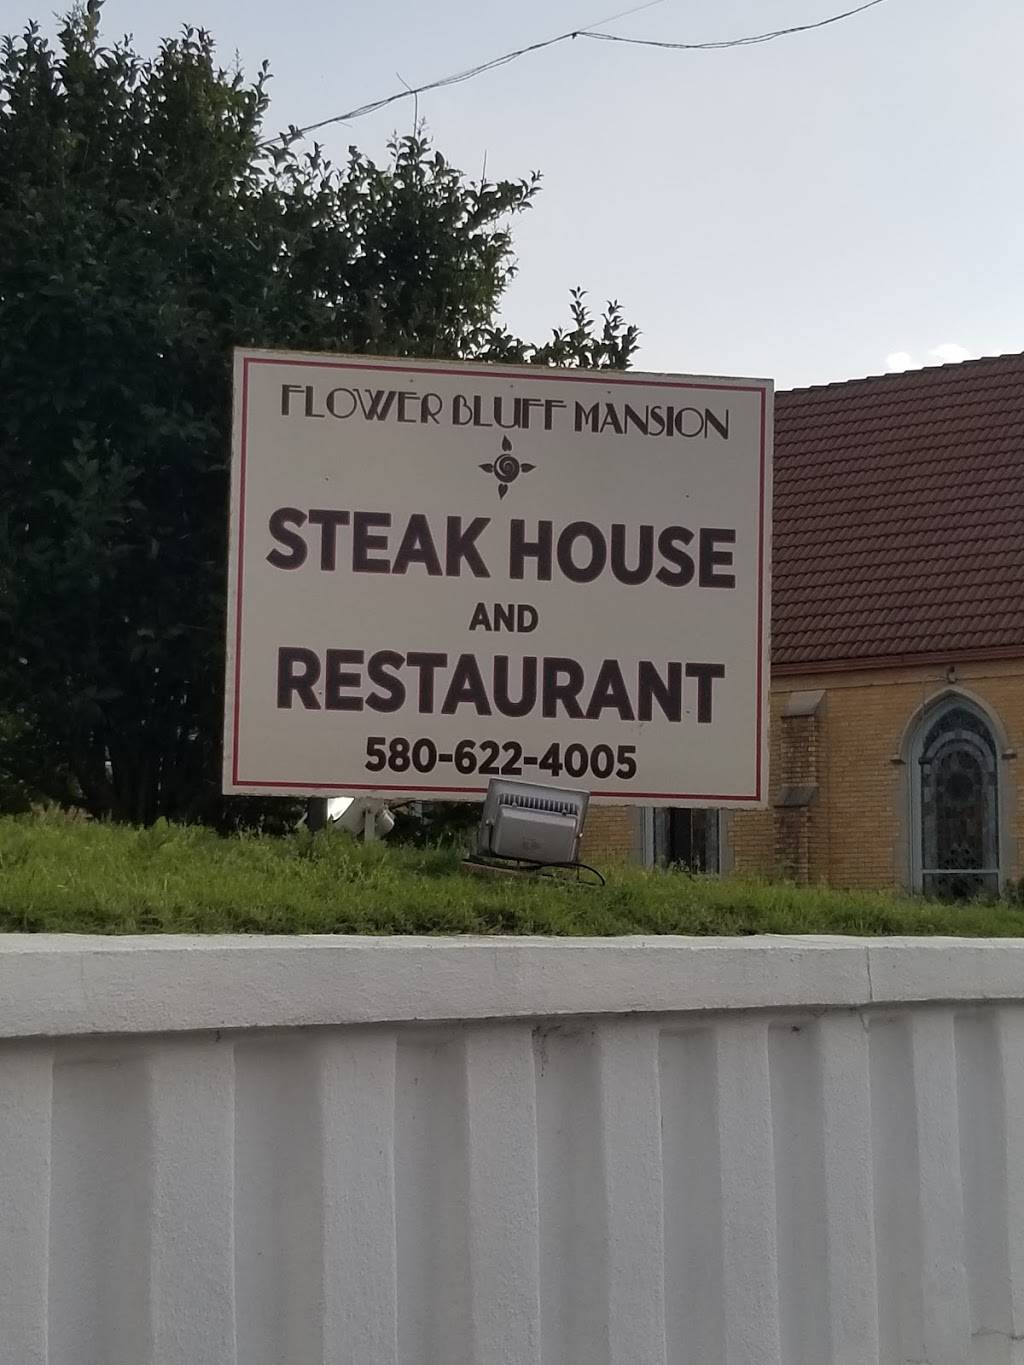 FLOWER BLUFF MANSION
STEAK HOUSE
AND
RESTAURANT
580-622-4005